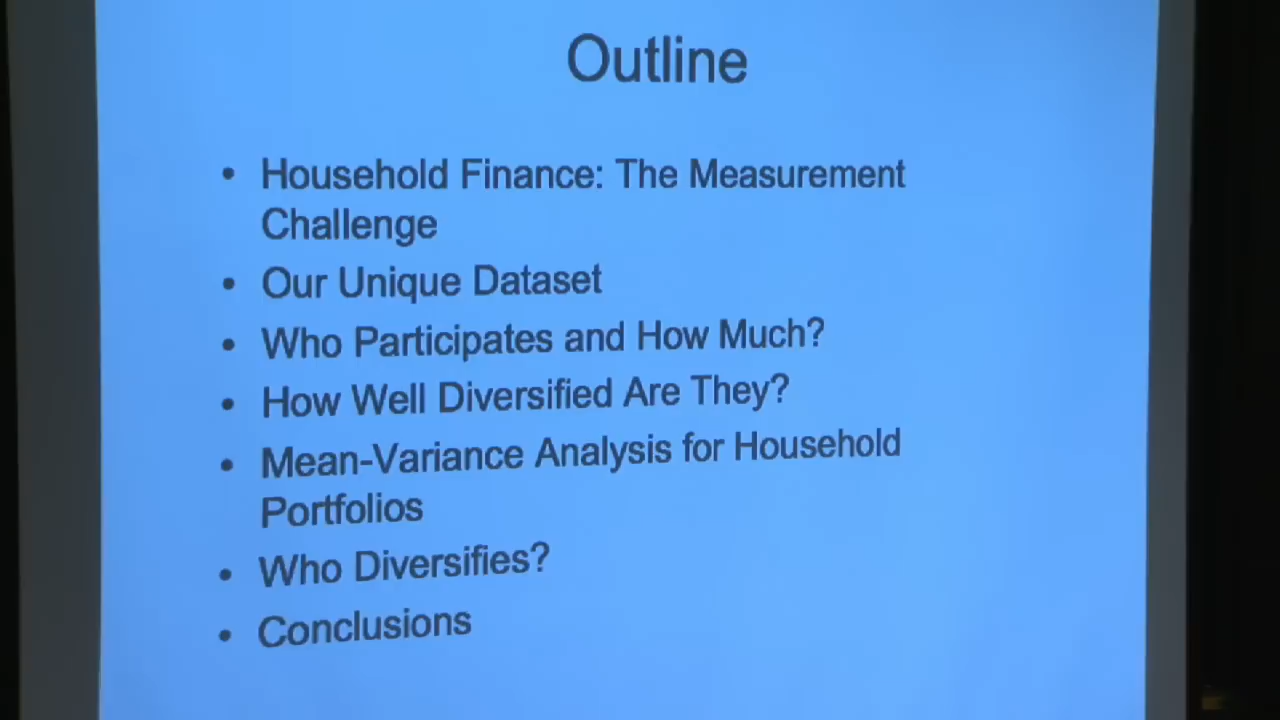 Outline
• Household Finance: The Measurement
Challenge
• Our Unique Dataset
• Who Participates and How Much?
• How Well Diversified Are They?
• Mean-Variance Analysis for Household
Portfolios
• Who Diversifies?
• Conclusions